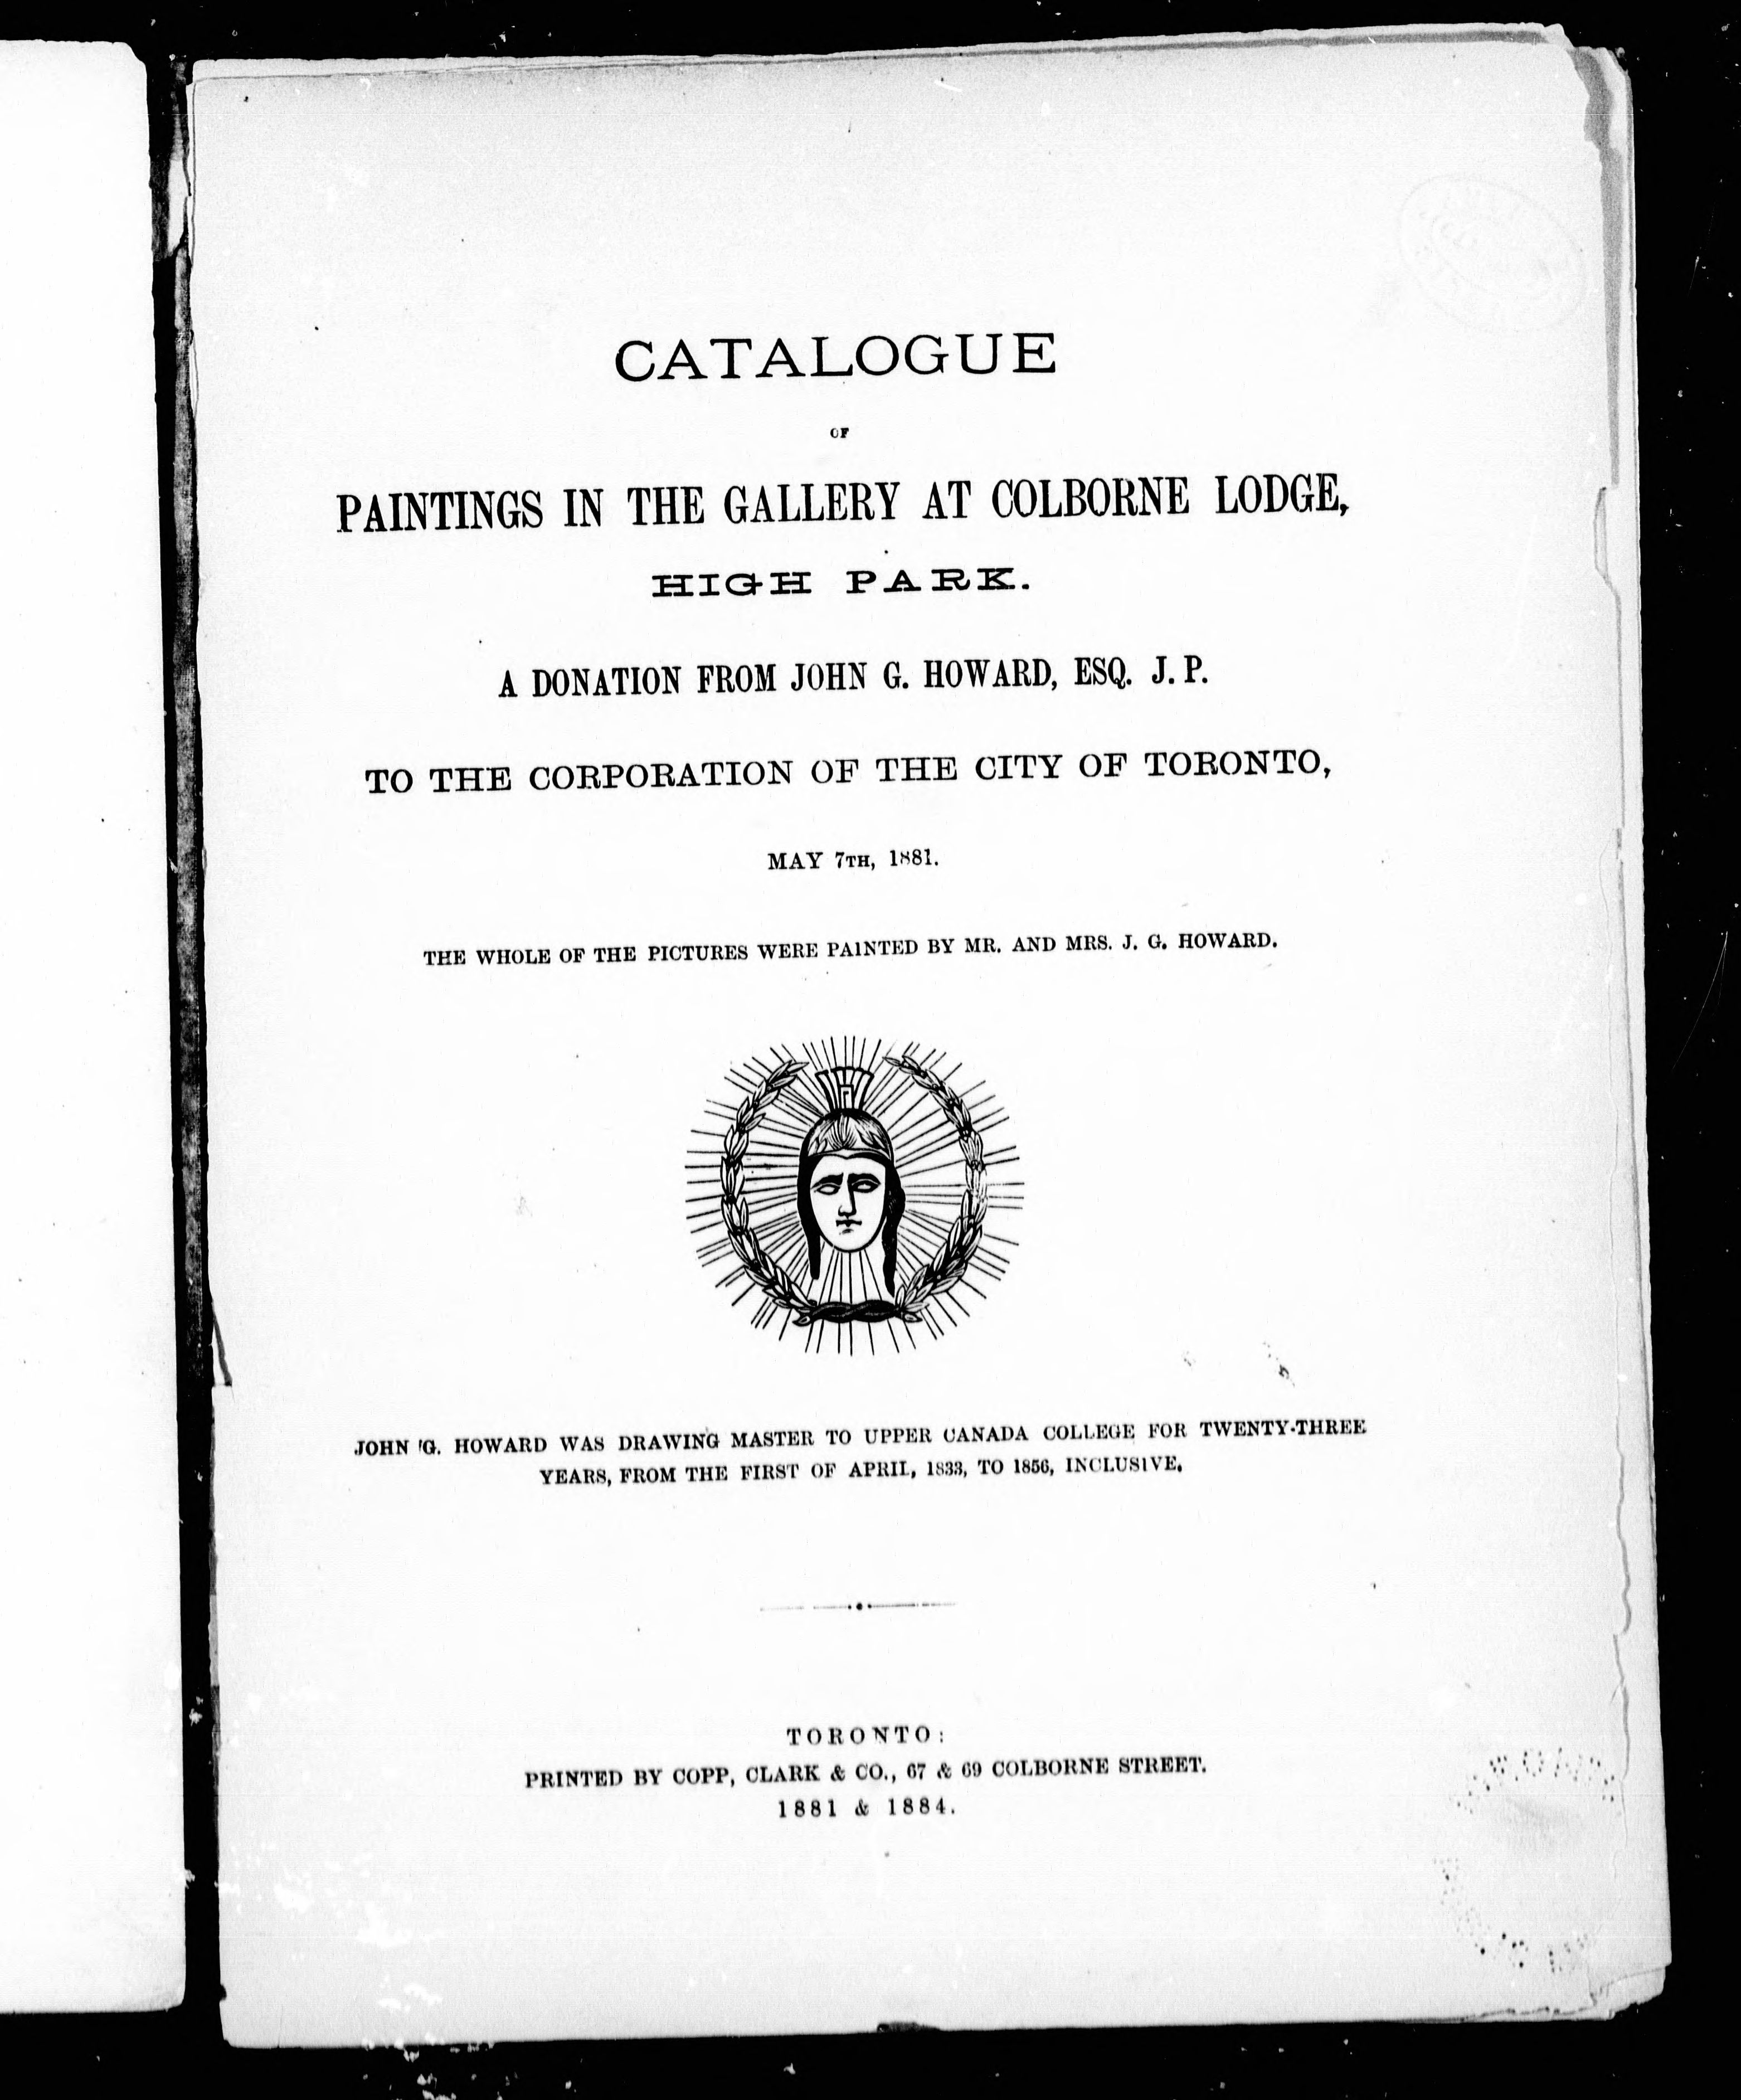 CATALOGUE
OF
PAINTINGS IN THE GALLERY AT COLBORNE LODGE,
HIGH PARK.
A DONATION FROM JOHN G. HOWARD, ESQ. J. P.
TO THE CORPORATION OF THE CITY OF TORONTO,
MAY 7TH, 1881.
THE WHOLE OF THE PICTURES WERE PAINTED BY MR. AND MRS. J. G. HOWARD.
JOHN G. HOWARD WAS DRAWING MASTER TO UPPER CANADA COLLEGE FOR TWENTY-THREE
YEARS, FROM THE FIRST OF APRIL, 1833, TO 1856, INCLUSIVE.
TORONTO:
PRINTED BY COPP, CLARK & CO., 67 & 69 COLBORNE STREET.
1881 & 1884.